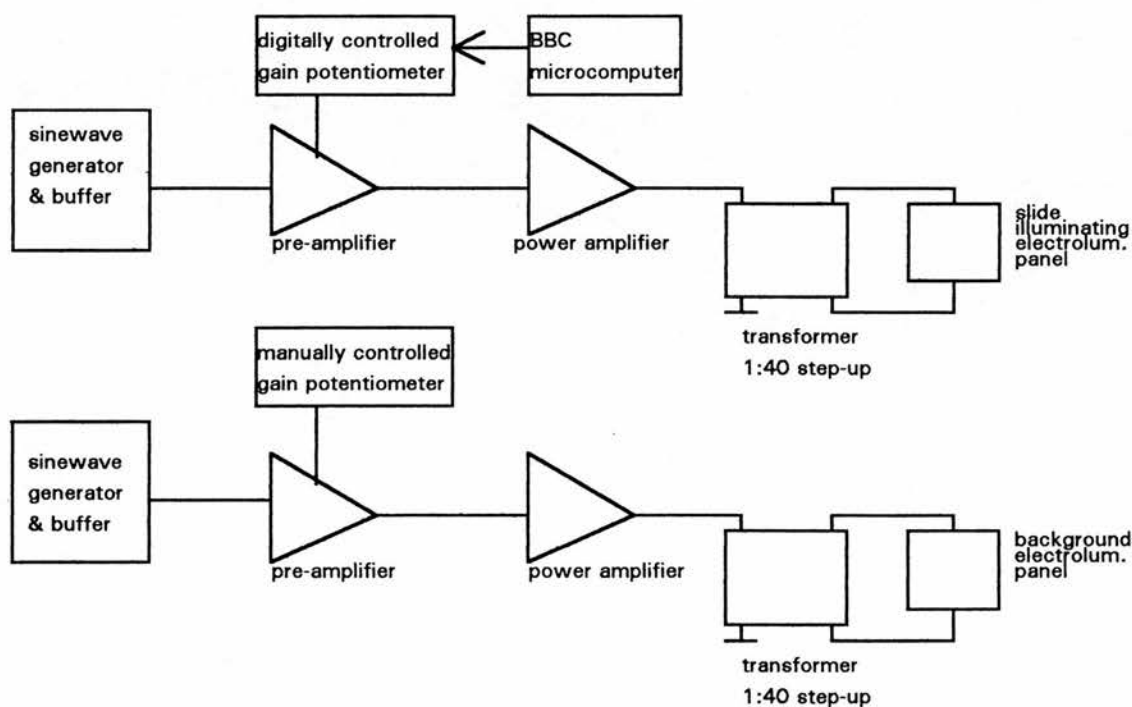 digitally controlled
gain potentiometer
BBC
microcomputer
sinewave
generator
& buffer
pre-amplifier
power amplifier
slide
illuminating
electrolum.
panel
transformer
1:40 step-up
manually controlled
gain potentiometer
sinewave
generator
& buffer
pre-amplifier
power amplifier
background
electrolum.
panel
transformer
1:40 step-up